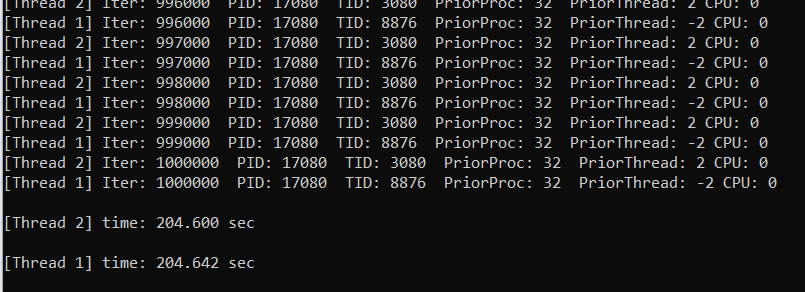 [Thread 2] Iter: 996000  PID: 17080  TID: 3080  PriorProc: 32  PriorThread: 2 CPU: 0
[Thread 1] Iter: 996000  PID: 17080  TID: 8876  PriorProc: 32  PriorThread: -2 CPU: 0
[Thread 2] Iter: 997000  PID: 17080  TID: 3080  PriorProc: 32  PriorThread: 2 CPU: 0
[Thread 1] Iter: 997000  PID: 17080  TID: 8876  PriorProc: 32  PriorThread: -2 CPU: 0
[Thread 2] Iter: 998000  PID: 17080  TID: 3080  PriorProc: 32  PriorThread: 2 CPU: 0
[Thread 1] Iter: 998000  PID: 17080  TID: 8876  PriorProc: 32  PriorThread: -2 CPU: 0
[Thread 2] Iter: 999000  PID: 17080  TID: 3080  PriorProc: 32  PriorThread: 2 CPU: 0
[Thread 1] Iter: 999000  PID: 17080  TID: 8876  PriorProc: 32  PriorThread: -2 CPU: 0
[Thread 2] Iter: 1000000  PID: 17080  TID: 3080  PriorProc: 32  PriorThread: 2 CPU: 0
[Thread 1] Iter: 1000000  PID: 17080  TID: 8876  PriorProc: 32  PriorThread: -2 CPU: 0
[Thread 2] time: 204.600 sec
[Thread 1] time: 204.642 sec